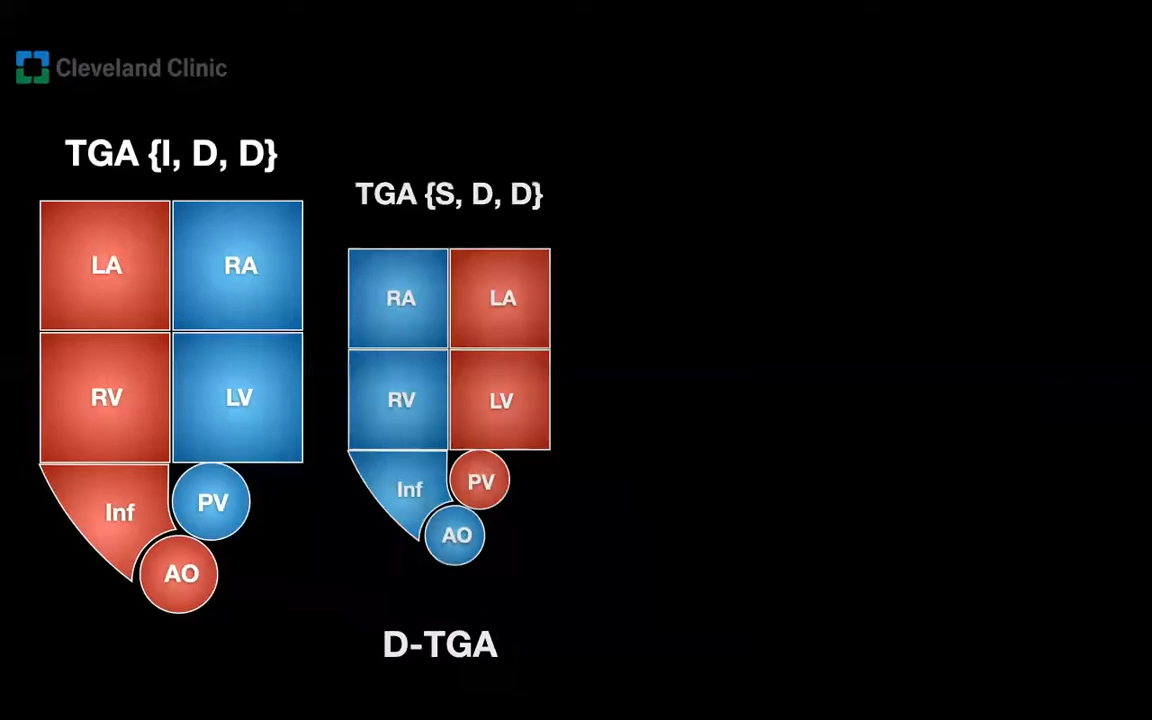 Cleveland Clinic
TGA {I, D, D}
LA RA
RV LV
Inf PV
AO
TGA {S, D, D}
RA LA
RV LV
Inf PV
AO
D-TGA